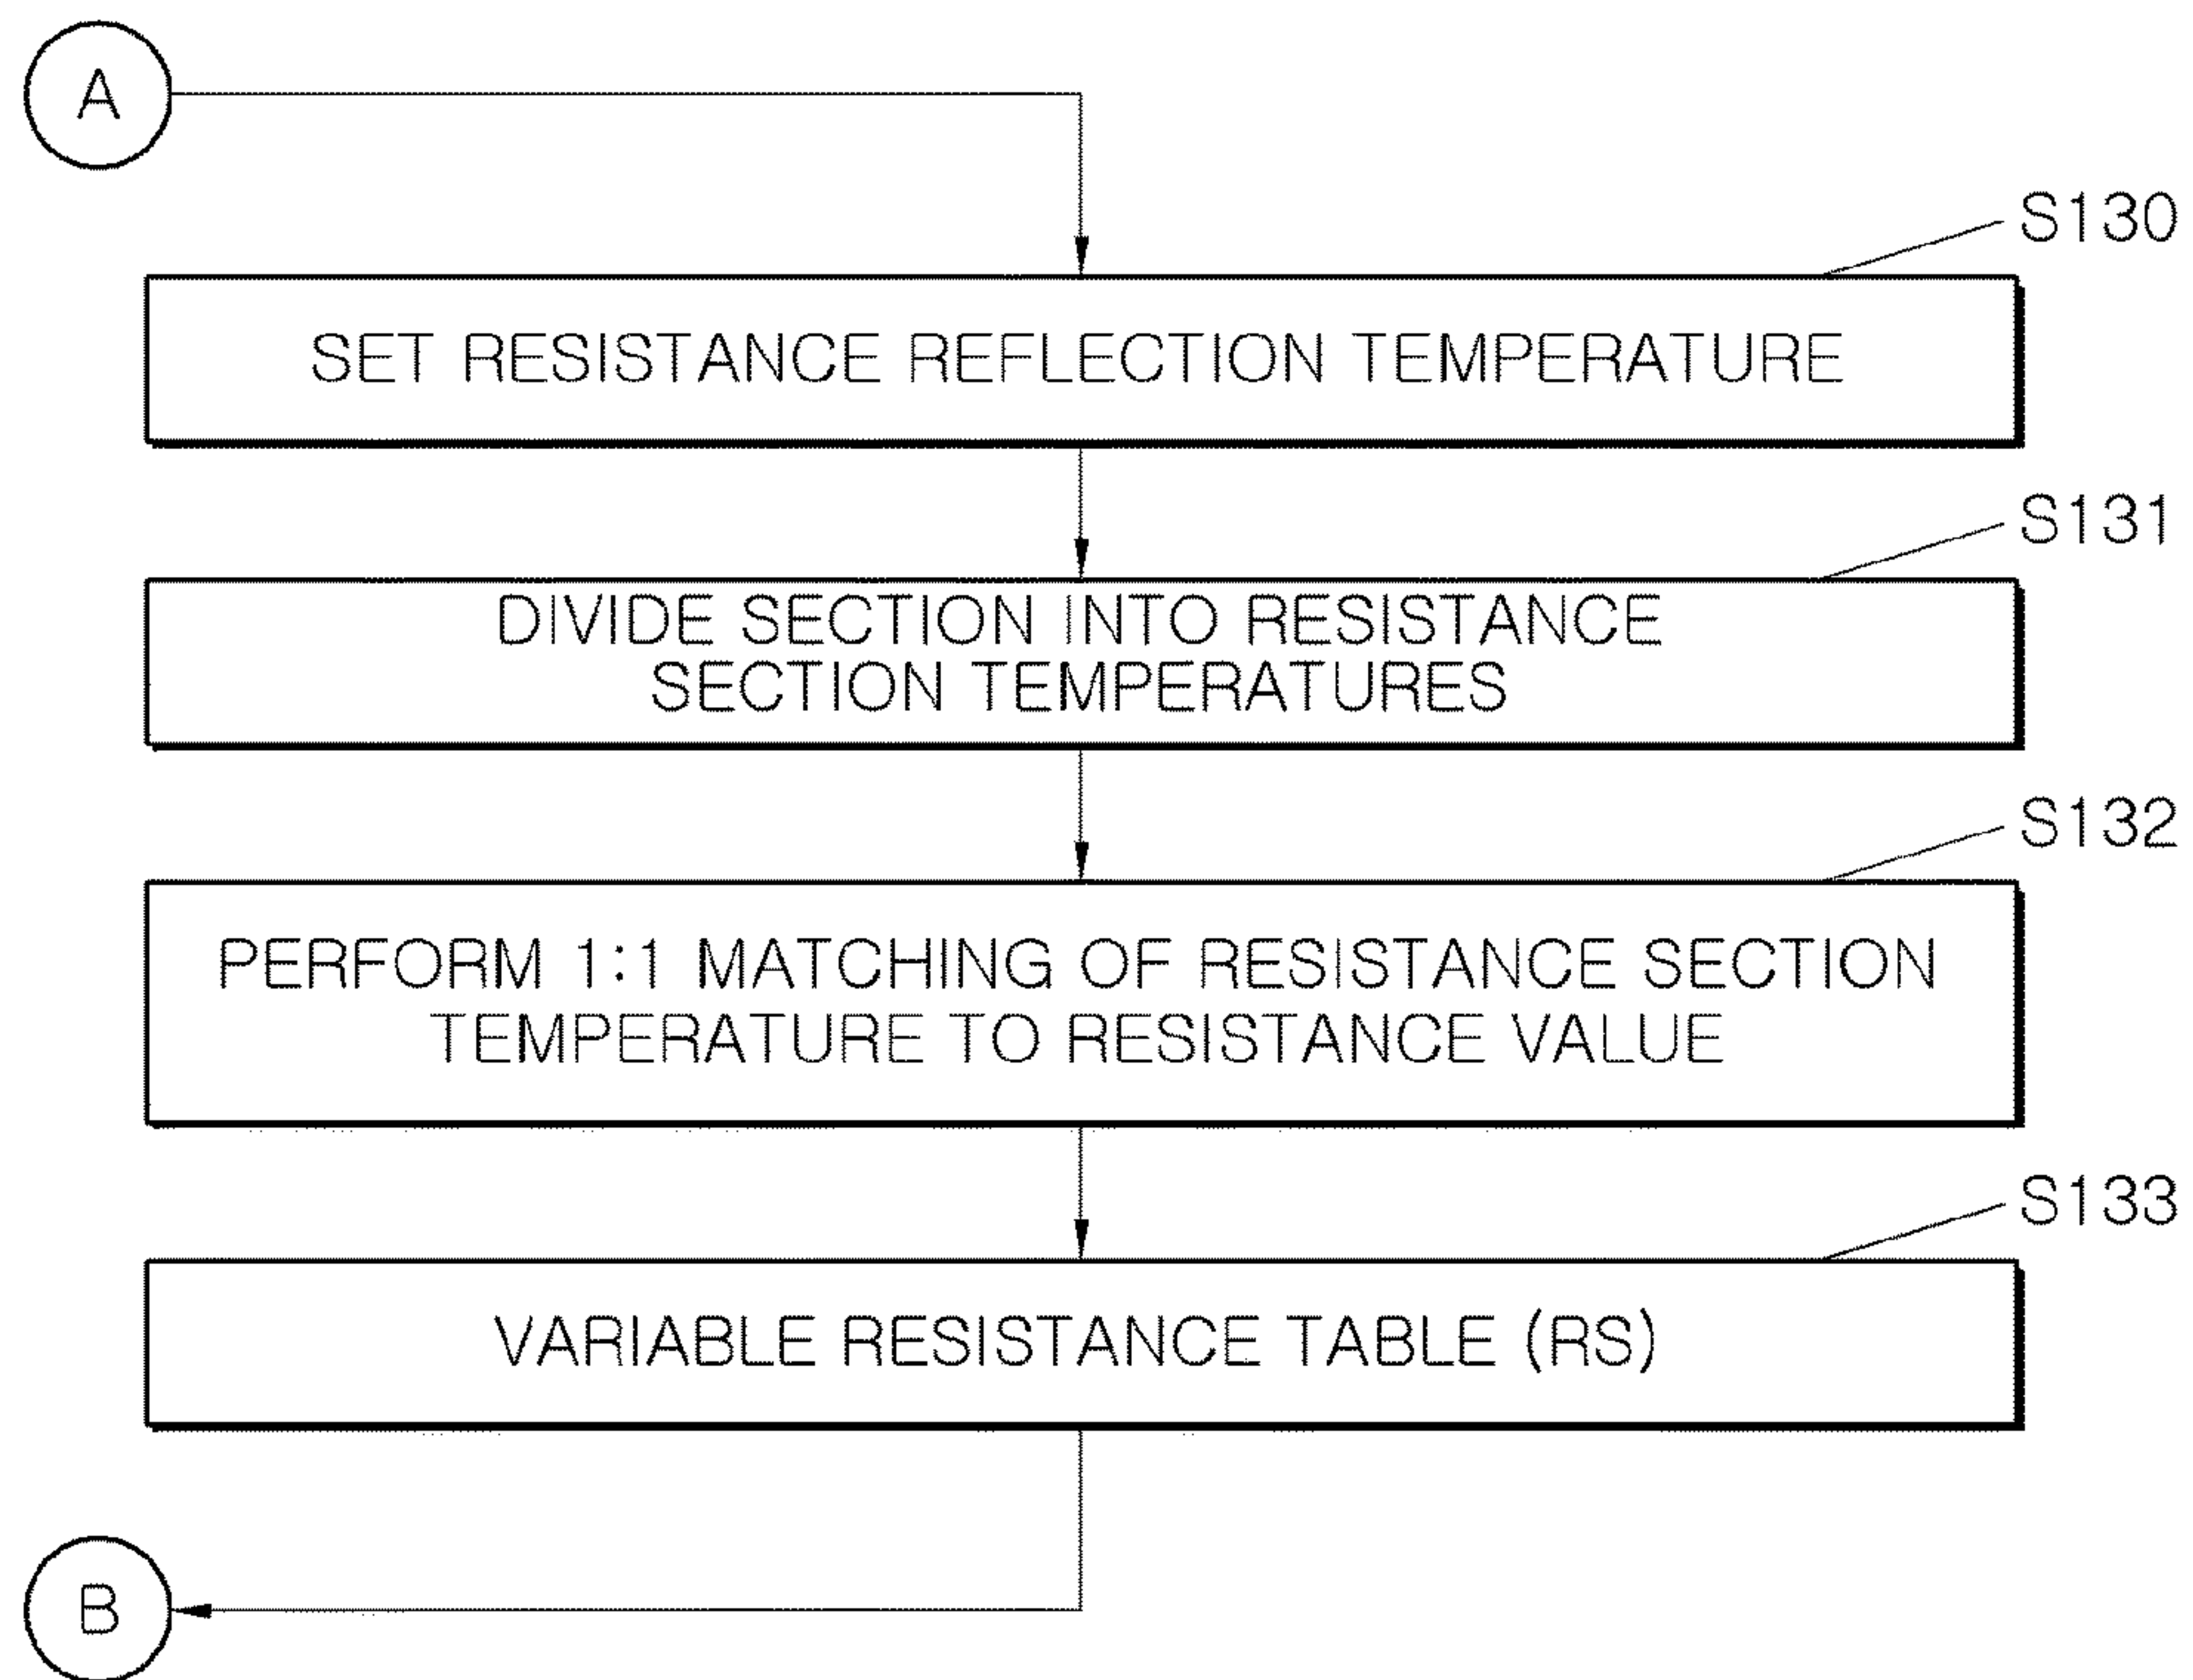 A
S130
SET RESISTANCE REFLECTION TEMPERATURE
S131
DIVIDE SECTION INTO RESISTANCE
SECTION TEMPERATURES
S132
PERFORM 1:1 MATCHING OF RESISTANCE SECTION
TEMPERATURE TO RESISTANCE VALUE
S133
VARIABLE RESISTANCE TABLE (RS)
B